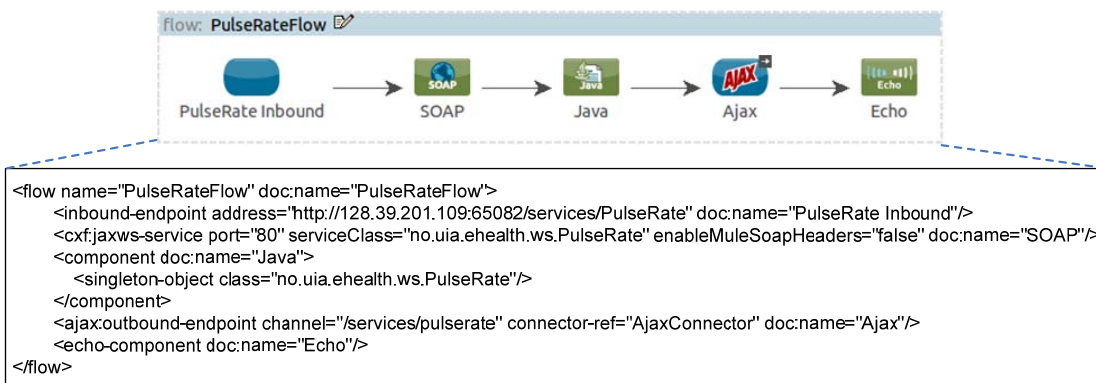 flow: PulseRateFlow
SOAP Java AJAX Echo
PulseRate Inbound SOAP Java Ajax Echo
<flow name="PulseRateFlow" doc:name="PulseRateFlow">
<inbound-endpoint address="http://128.39.201.109:65082/services/PulseRate" doc:name="PulseRate Inbound"/>
<cxf:jaxws-service port="80" serviceClass="no.uia.ehealth.ws.PulseRate" enableMuleSoapHeaders="false" doc:name="SOAP"/>
<component doc:name="Java">
<singleton-object class="no.uia.ehealth.ws.PulseRate"/>
</component>
<ajax:outbound-endpoint channel="/services/pulserate" connector-ref="AjaxConnector" doc:name="Ajax"/>
<echo-component doc:name="Echo"/>
</flow>